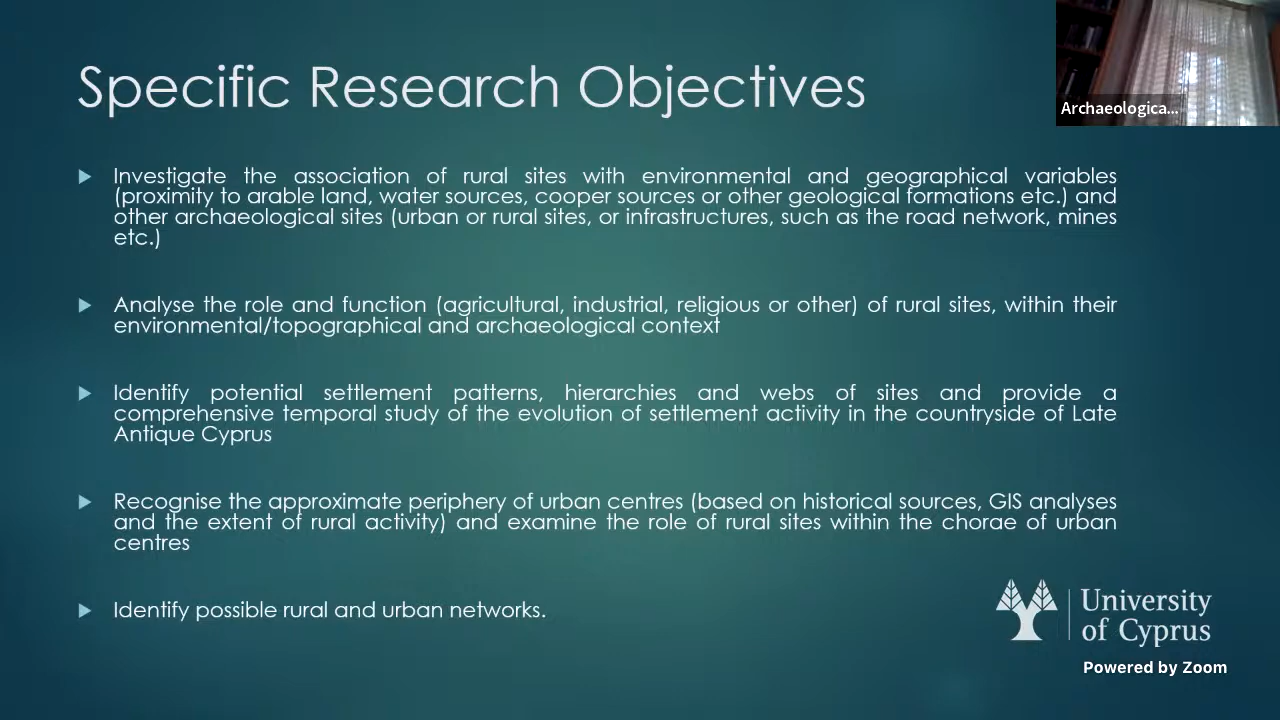 Specific Research Objectives
Archaeologica...
Investigate the association of rural sites with environmental and geographical variables
(proximity to arable land, water sources, cooper sources or other geological formations etc.) and
other archaeological sites (urban or rural sites, or infrastructures, such as the road network, mines
etc.)
Analyse the role and function (agricultural, industrial, religious or other) of rural sites, within their
environmental/topographical and archaeological context
Identify potential settlement patterns, hierarchies and webs of sites and provide a
comprehensive temporal study of the evolution of settlement activity in the countryside of Late
Antique Cyprus
Recognise the approximate periphery of urban centres (based on historical sources, GIS analyses
and the extent of rural activity) and examine the role of rural sites within the chorae of urban
centres
Identify possible rural and urban networks.
University
of Cyprus
Powered by Zoom